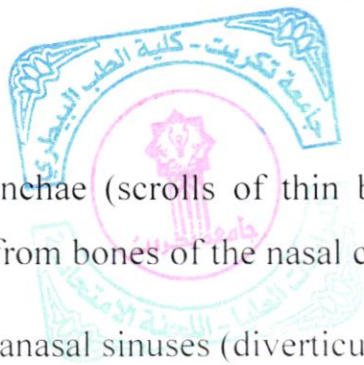 جامعة تكريت - كلية الطب البيطري
nchae (scrolls of thin b
from bones of the nasal c
anasal sinuses (diverticu